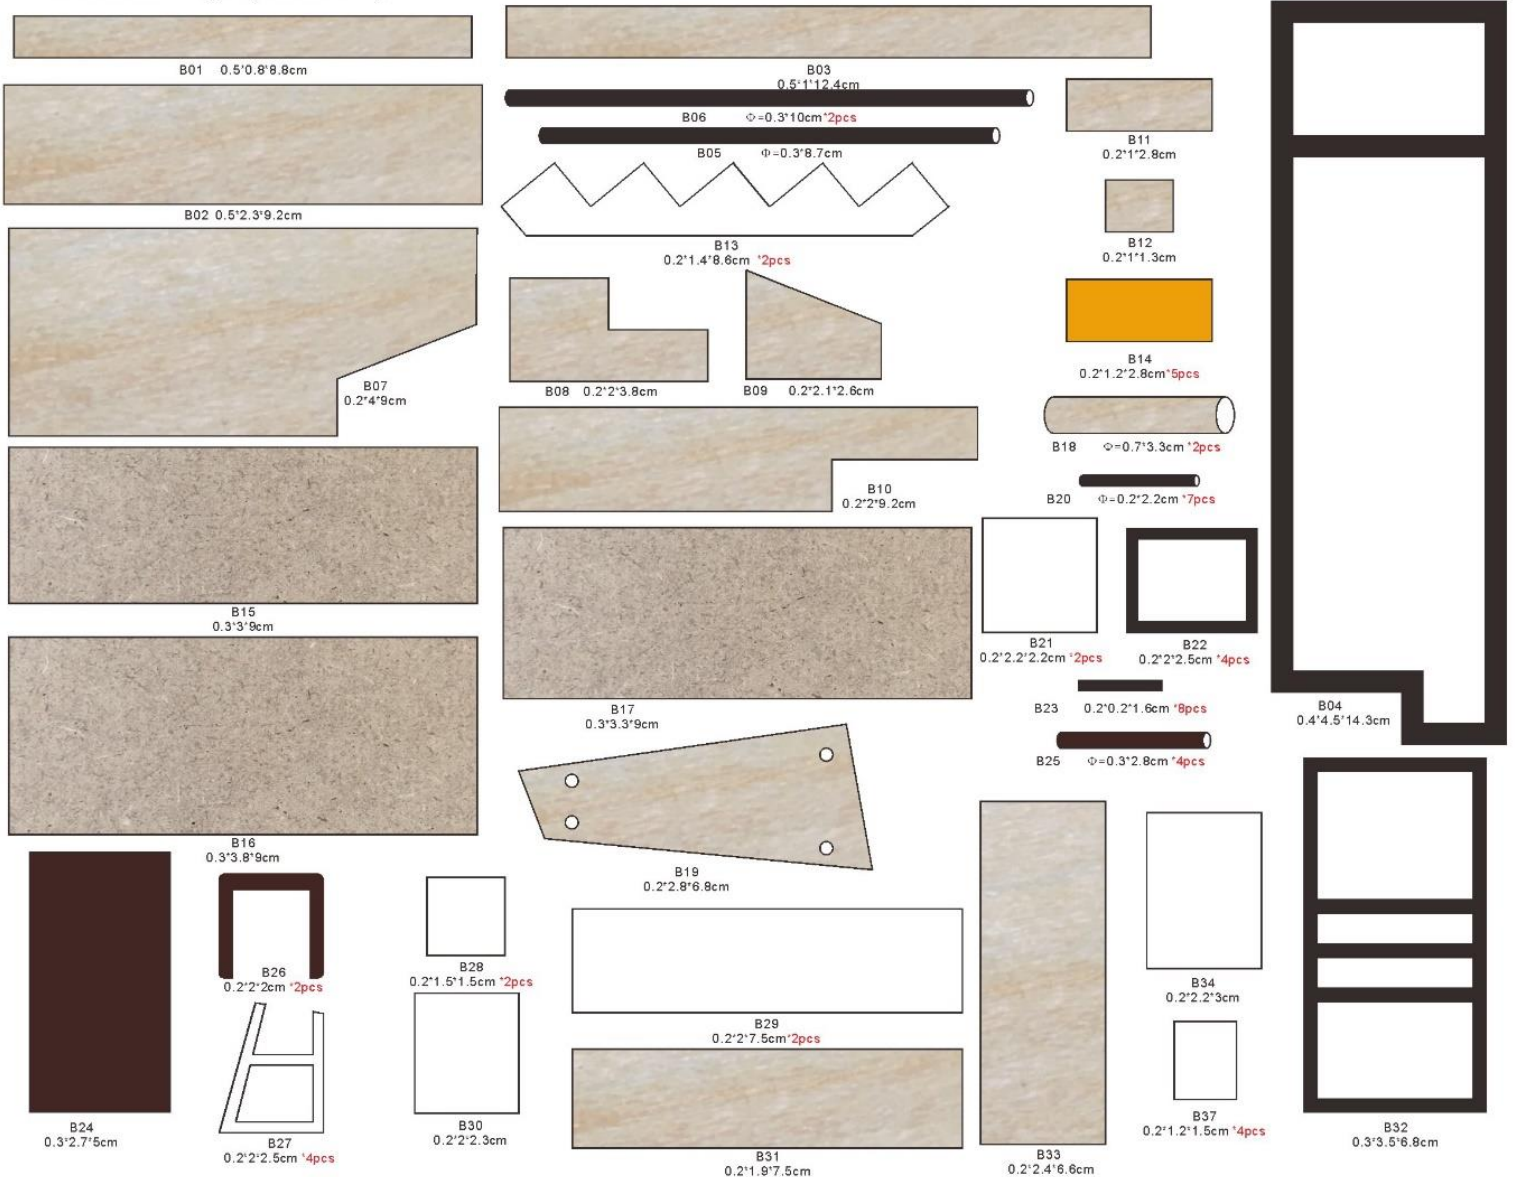 B01 0.5*0.8*8.8cm
B03
0.5*1*12.4cm
B06 Φ=0.3*10cm*2pcs
B05 Φ=0.3*8.7cm
B11
0.2*1*2.8cm
B02 0.5*2.3*9.2cm
B13
0.2*1.4*8.6cm *2pcs
B12
0.2*1*1.3cm
B07
0.2*4*9cm
B08 0.2*2*3.8cm
B09 0.2*2.1*2.6cm
B14
0.2*1.2*2.8cm*5pcs
B18 Φ=0.7*3.3cm *2pcs
B10
0.2*2*9.2cm
B20 Φ=0.2*2.2cm *7pcs
B15
0.3*3*9cm
B21
0.2*2.2*2.2cm *2pcs
B22
0.2*2*2.5cm *4pcs
B17
0.3*3.3*9cm
B23 0.2*0.2*1.6cm *8pcs
B04
0.4*4.5*14.3cm
B25 Φ=0.3*2.8cm *4pcs
B16
0.3*3.8*9cm
B19
0.2*2.8*6.8cm
B26
0.2*2*2cm *2pcs
B28
0.2*1.5*1.5cm *2pcs
B34
0.2*2.2*3cm
B29
0.2*2*7.5cm*2pcs
B24
0.3*2.7*5cm
B27
0.2*2*2.5cm *4pcs
B30
0.2*2*2.3cm
B37
0.2*1.2*1.5cm *4pcs
B32
0.3*3.5*6.8cm
B31
0.2*1.9*7.5cm
B33
0.2*2.4*6.6cm